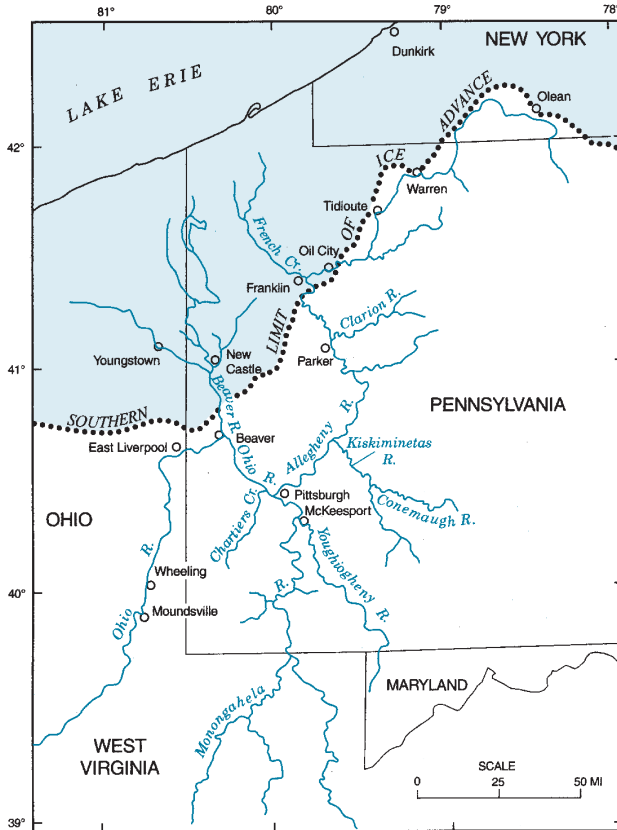 81°
80°
79°
78°
NEW YORK
Dunkirk
LAKE ERIE
Olean
42°
SOUTHERN LIMIT OF ICE ADVANCE
Warren
Tidioute
French Cr.
Oil City
Franklin
Clarion R.
Youngstown
New
Castle
Parker
41°
PENNSYLVANIA
Beaver R.
East Liverpool
Beaver
Ohio R.
Allegheny R.
Kiskiminetas
R.
Pittsburgh
McKeesport
Conemaugh R.
OHIO
Chartiers Cr.
Youghiogheny R.
Wheeling
40°
Moundsville
Ohio R.
MARYLAND
Monongahela R.
WEST
VIRGINIA
SCALE
0 25 50 MI
39°